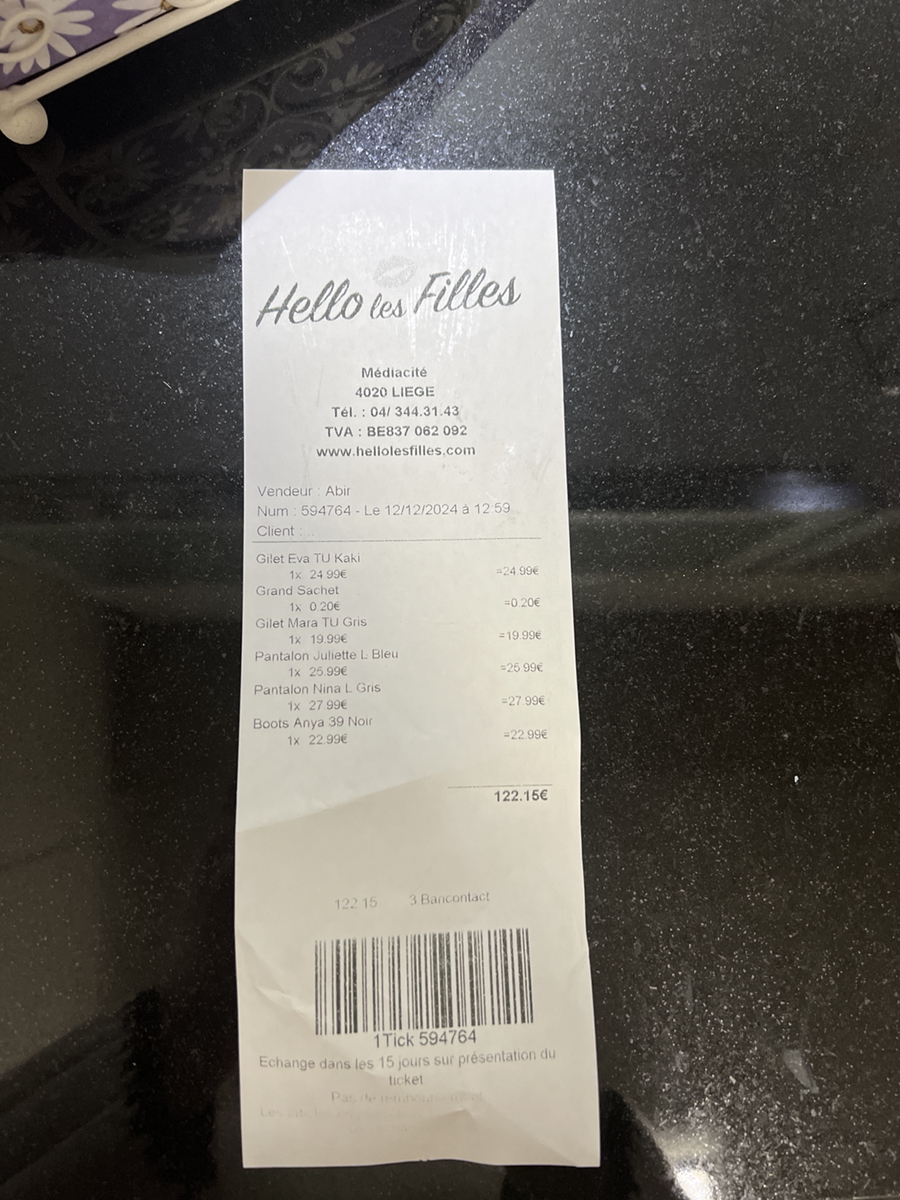 Hello les Filles
Médiacité
4020 LIEGE
Tél. : 04/ 344.31.43
TVA : BE837 062 092
www.hellolesfilles.com
Vendeur : Abir
Num : 594764 - Le 12/12/2024 à 12:59
Client : ...
Gilet Eva TU Kaki
1x 24.99€ =24.99€
Grand Sachet
1x 0.20€ =0.20€
Gilet Mara TU Gris
1x 19.99€ =19.99€
Pantalon Juliette L Bleu
1x 25.99€ =25.99€
Pantalon Nina L Gris
1x 27.99€ =27.99€
Boots Anya 39 Noir
1x 22.99€ =22.99€
122.15€
122.15 3 Bancontact
1Tick 594764
Echange dans les 15 jours sur présentation du
ticket
Pas de remboursement